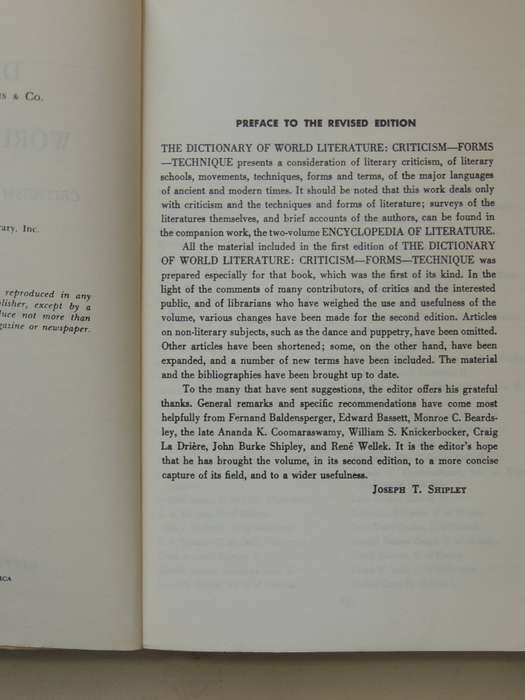 & Co.
Inc.
reproduced in any
except by a
not more than
or newspaper.
PREFACE TO THE REVISED EDITION
THE DICTIONARY OF WORLD LITERATURE: CRITICISM—FORMS
—TECHNIQUE presents a consideration of literary criticism, of literary
schools, movements, techniques, forms and terms, of the major languages
of ancient and modern times. It should be noted that this work deals only
with criticism and the techniques and forms of literature; surveys of the
literatures themselves, and brief accounts of the authors, can be found in
the companion work, the two-volume ENCYCLOPEDIA OF LITERATURE.
All the material included in the first edition of THE DICTIONARY
OF WORLD LITERATURE: CRITICISM—FORMS—TECHNIQUE was
prepared especially for that book, which was the first of its kind. In the
light of the comments of many contributors, of critics and the interested
public, and of librarians who have weighed the use and usefulness of the
volume, various changes have been made for the second edition. Articles
on non-literary subjects, such as the dance and puppetry, have been omitted.
Other articles have been shortened; some, on the other hand, have been
expanded, and a number of new terms have been included. The material
and the bibliographies have been brought up to date.
To the many that have sent suggestions, the editor offers his grateful
thanks. General remarks and specific recommendations have come most
helpfully from Fernand Baldensperger, Edward Bassett, Monroe C. Beards-
ley, the late Ananda K. Coomaraswamy, William S. Knickerbocker, Craig
La Drière, John Burke Shipley, and René Wellek. It is the editor's hope
that he has brought the volume, in its second edition, to a more concise
capture of its field, and to a wider usefulness.
JOSEPH T. SHIPLEY